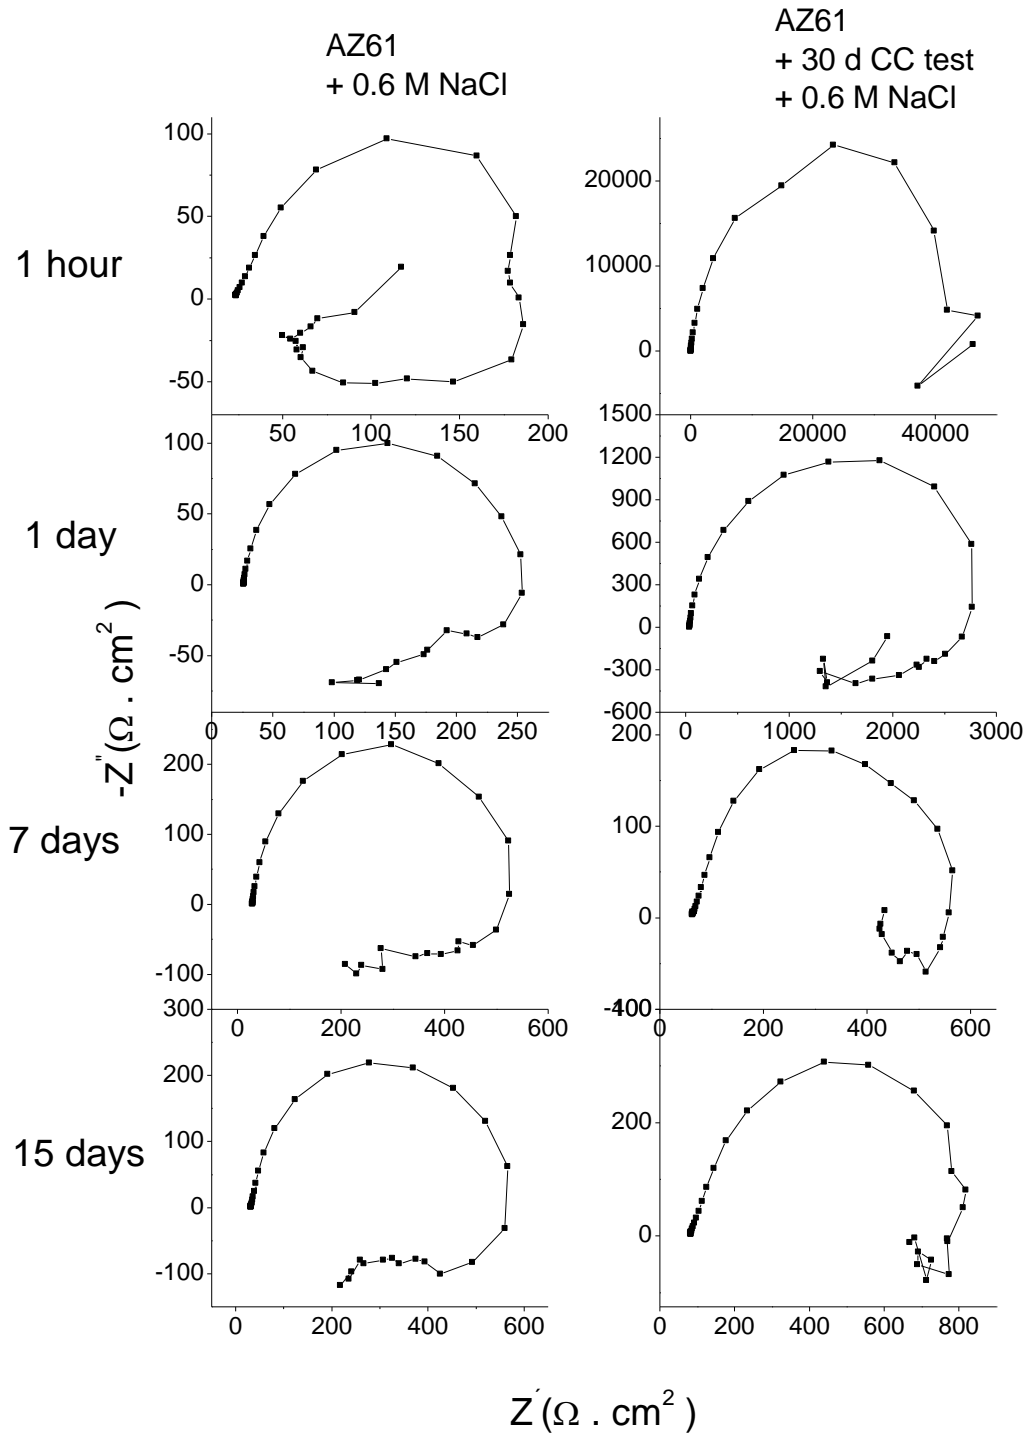 AZ61
+ 0.6 M NaCl
AZ61
+ 30 d CC test
+ 0.6 M NaCl
1 hour
100
50
0
-50
50 100 150 200
20000
10000
0
0 20000 40000
1 day
100
50
0
-50
0 50 100 150 200 250
1500
1200
900
600
300
0
-300
-600
0 1000 2000 3000
-Z"(Ω . cm2 )
7 days
200
100
0
-100
0 200 400 600
200
100
0
-100
0 200 400 600
15 days
300
200
100
0
-100
0 200 400 600
400
200
0
0 200 400 600 800
Z´(Ω . cm2 )